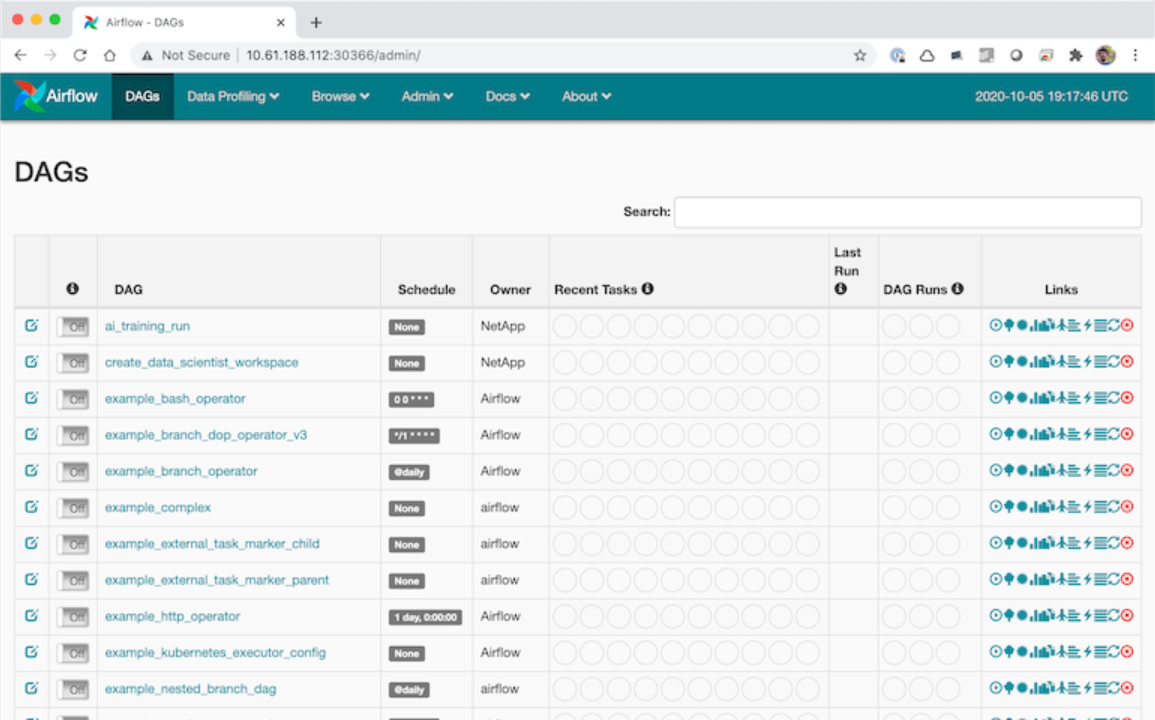 Airflow - DAGs
Not Secure | 10.61.188.112:30366/admin/
Airflow DAGs Data Profiling Browse Admin Docs About 2020-10-05 19:17:46 UTC
DAGs
Search:
DAG Schedule Owner Recent Tasks Last Run DAG Runs Links
Off ai_training_run None NetApp
Off create_data_scientist_workspace None NetApp
Off example_bash_operator 0 0 * * * Airflow
Off example_branch_dop_operator_v3 */1 * * * * Airflow
Off example_branch_operator @daily Airflow
Off example_complex None airflow
Off example_external_task_marker_child None airflow
Off example_external_task_marker_parent None airflow
Off example_http_operator 1 day, 0:00:00 Airflow
Off example_kubernetes_executor_config None Airflow
Off example_nested_branch_dag @daily airflow